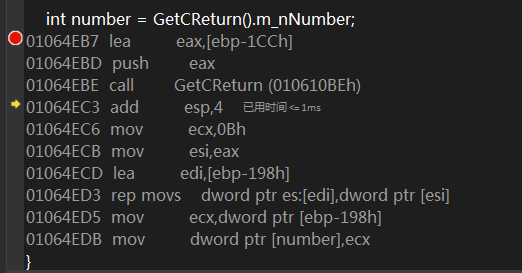 int number = GetCReturn().m_nNumber;
01064EB7 lea eax,[ebp-1CCh]
01064EBD push eax
01064EBE call GetCReturn (010610BEh)
01064EC3 add esp,4 已用时间 <= 1ms
01064EC6 mov ecx,0Bh
01064ECB mov esi,eax
01064ECD lea edi,[ebp-198h]
01064ED3 rep movs dword ptr es:[edi],dword ptr [esi]
01064ED5 mov ecx,dword ptr [ebp-198h]
01064EDB mov dword ptr [number],ecx
}